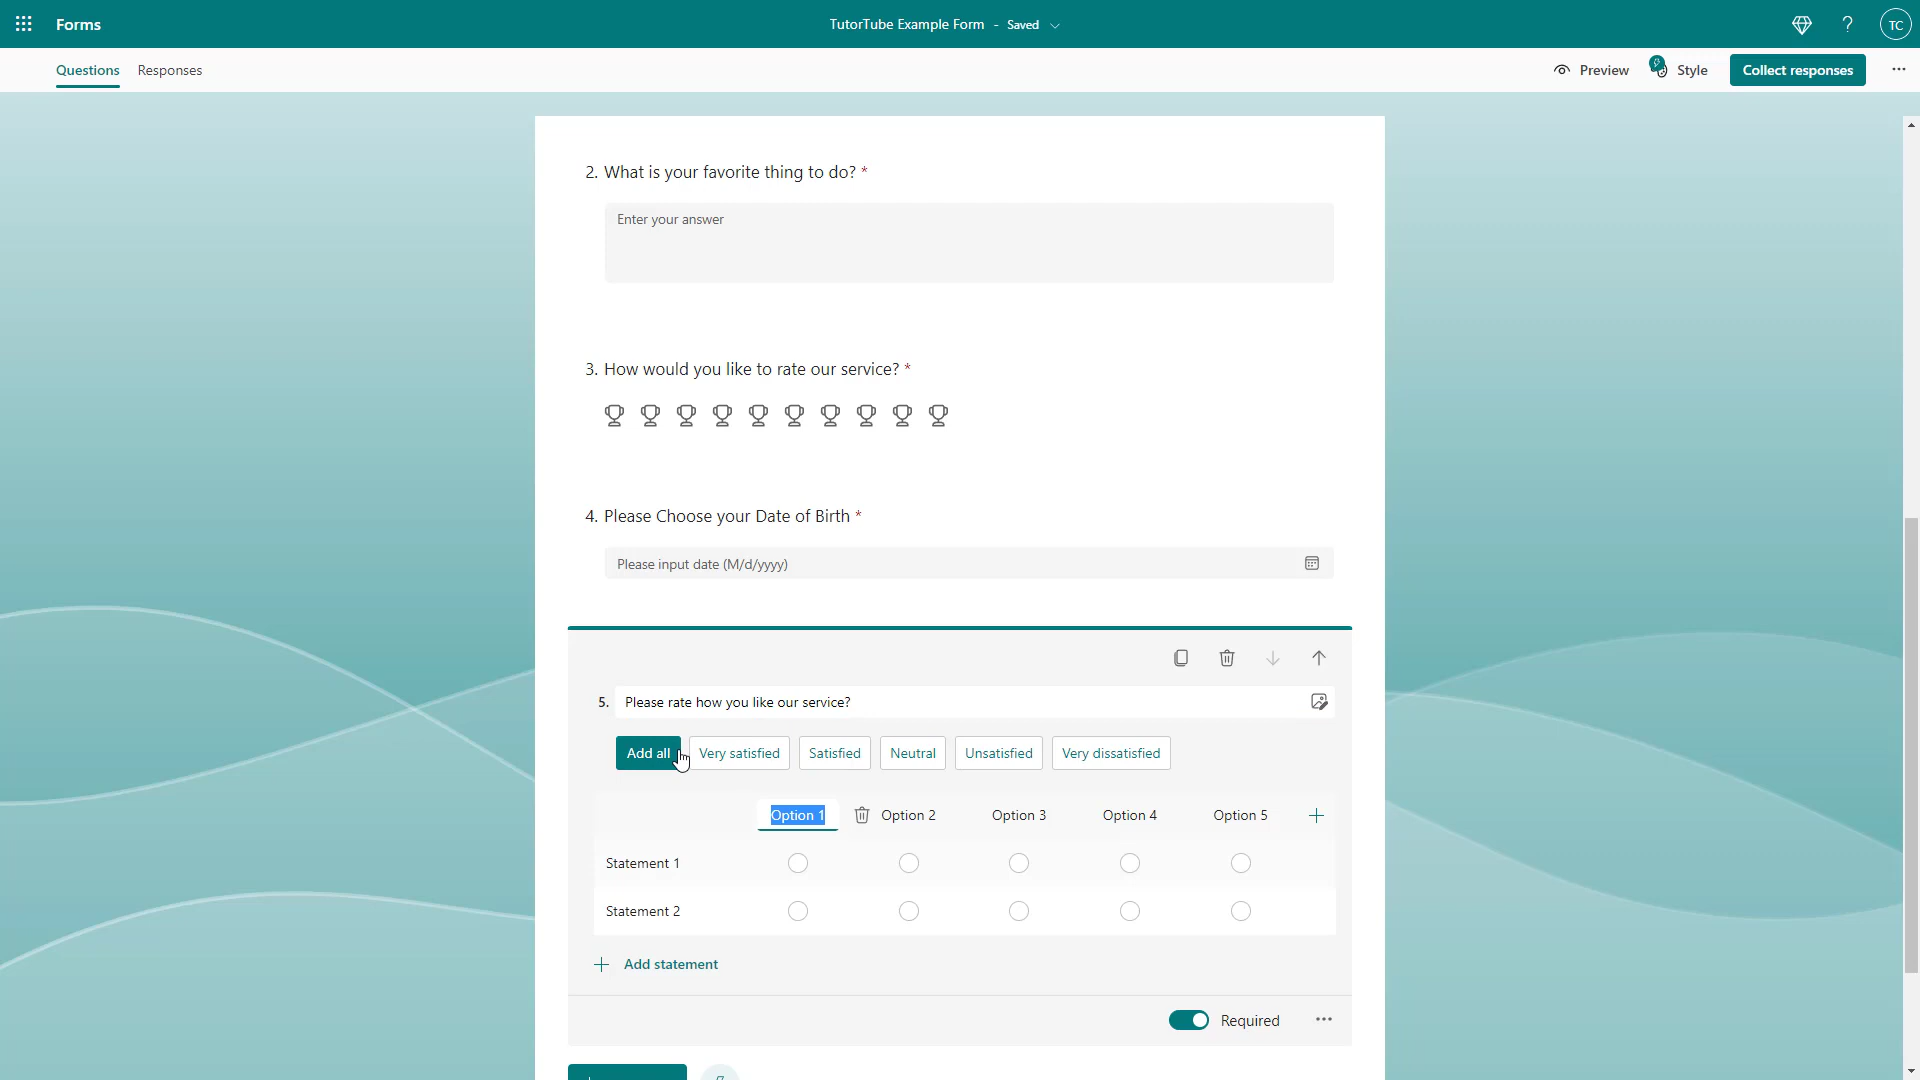 Forms
TutorTube Example Form - Saved
?
TC
Questions
Responses
Preview
Style
Collect responses
2. What is your favorite thing to do? *
Enter your answer
3. How would you like to rate our service? *
4. Please Choose your Date of Birth *
Please input date (M/d/yyyy)
5. Please rate how you like our service?
Add all
Very satisfied
Satisfied
Neutral
Unsatisfied
Very dissatisfied
Option 1
Option 2
Option 3
Option 4
Option 5
Statement 1
Statement 2
Add statement
Required